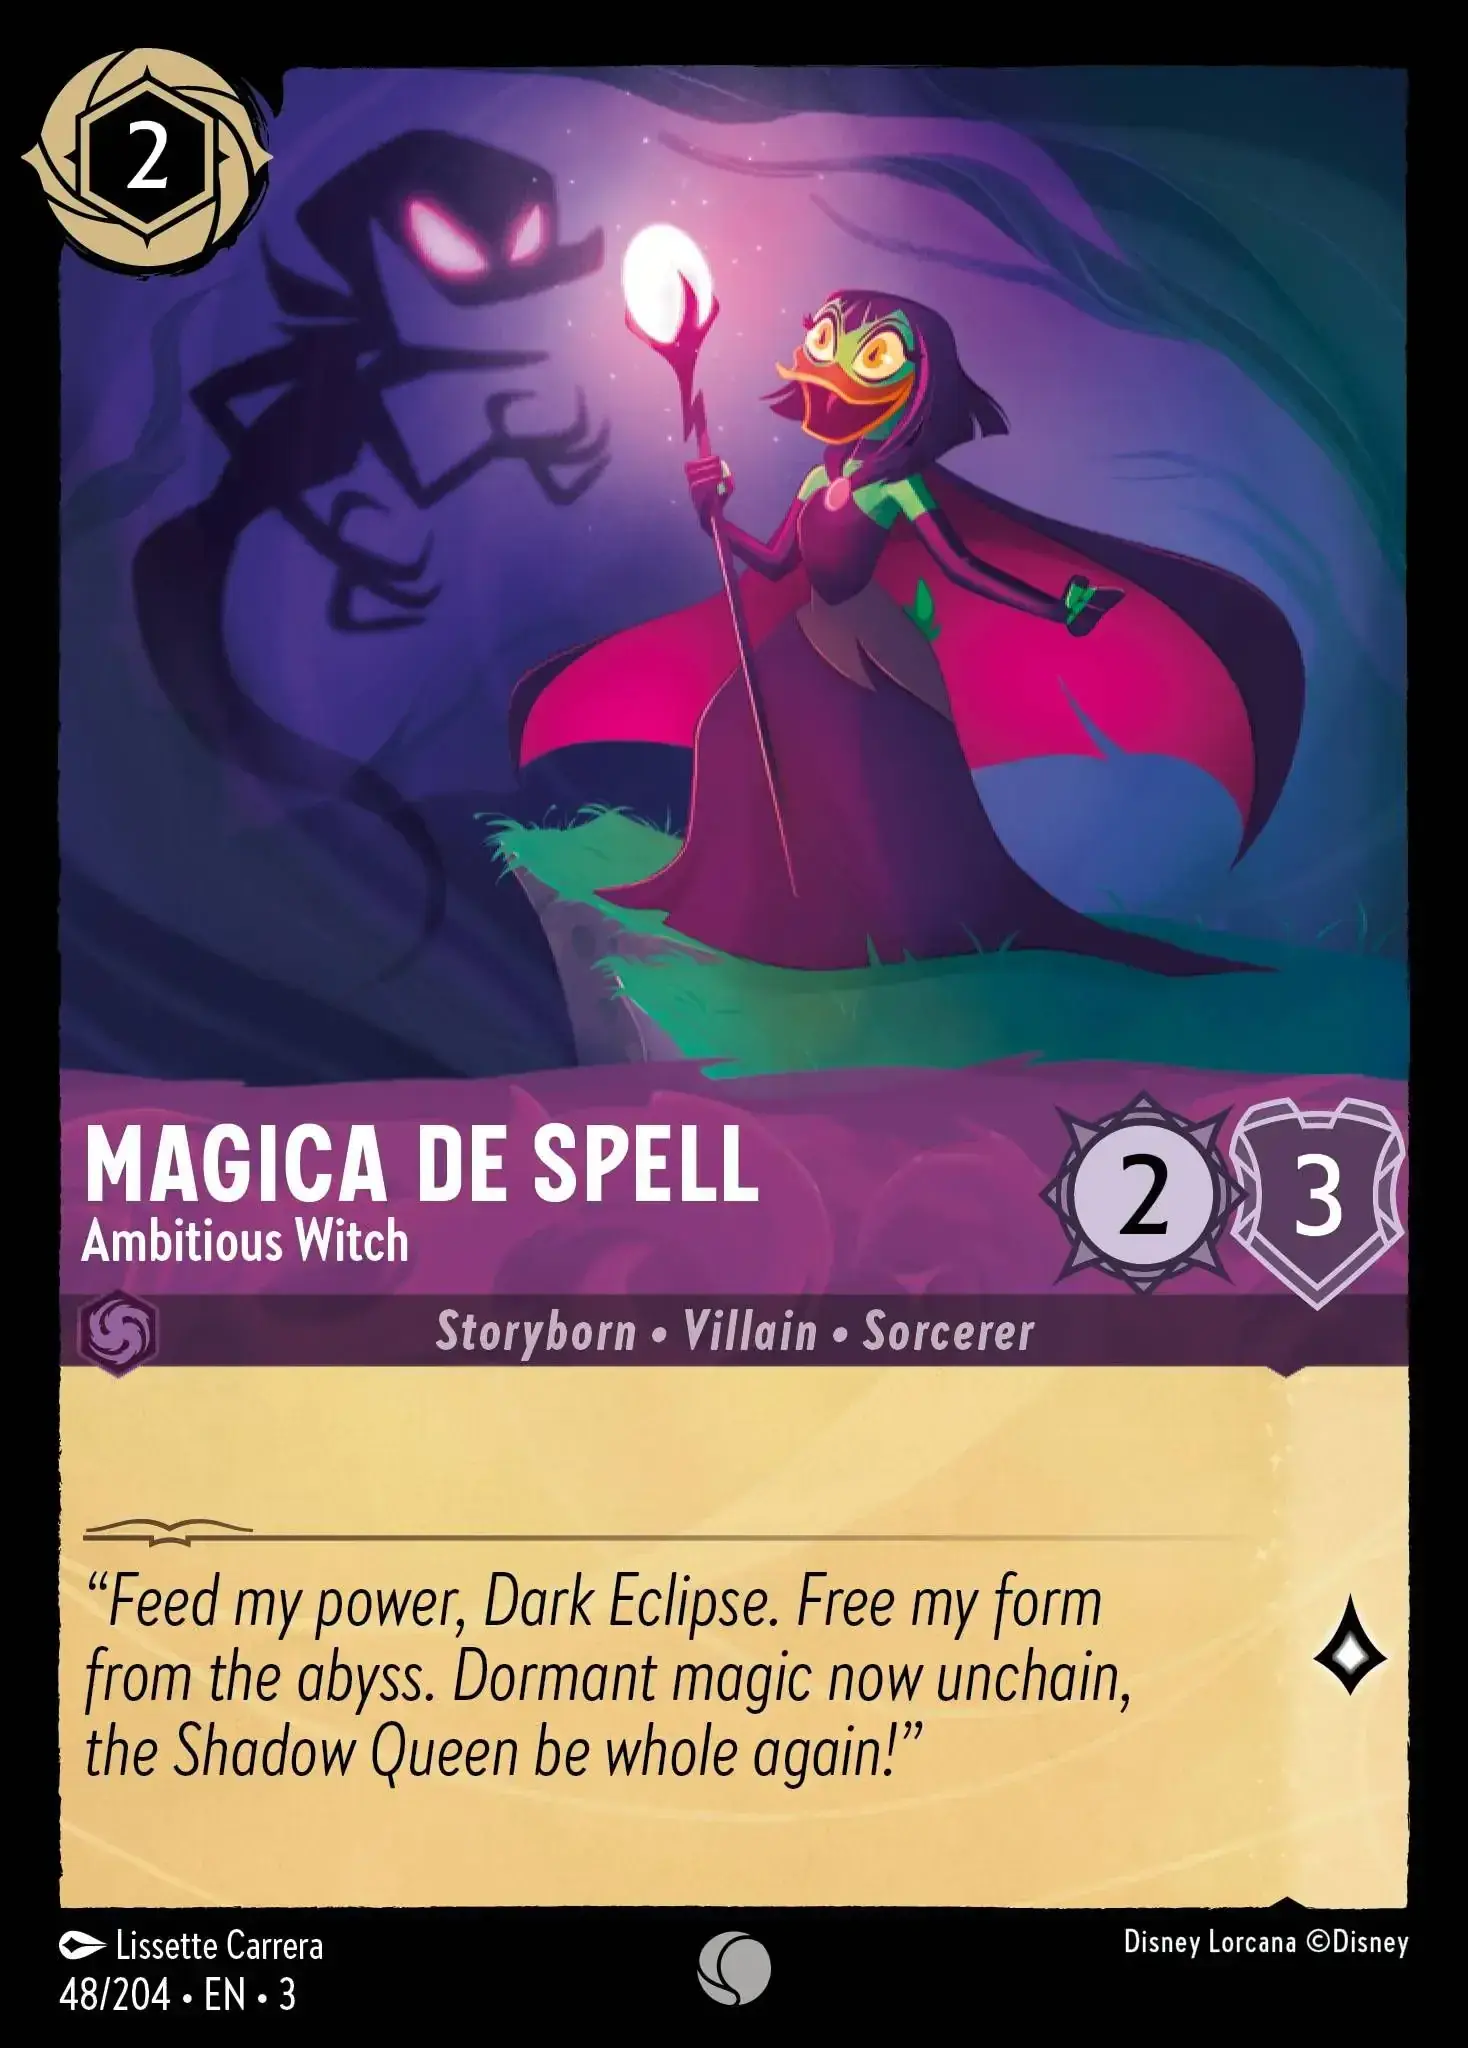 2
MAGICA DE SPELL
Ambitious Witch
2
3
Storyborn • Villain • Sorcerer
“Feed my power, Dark Eclipse. Free my form
from the abyss. Dormant magic now unchain,
the Shadow Queen be whole again!”
Lissette Carrera
Disney Lorcana ©Disney
48/204 • EN • 3